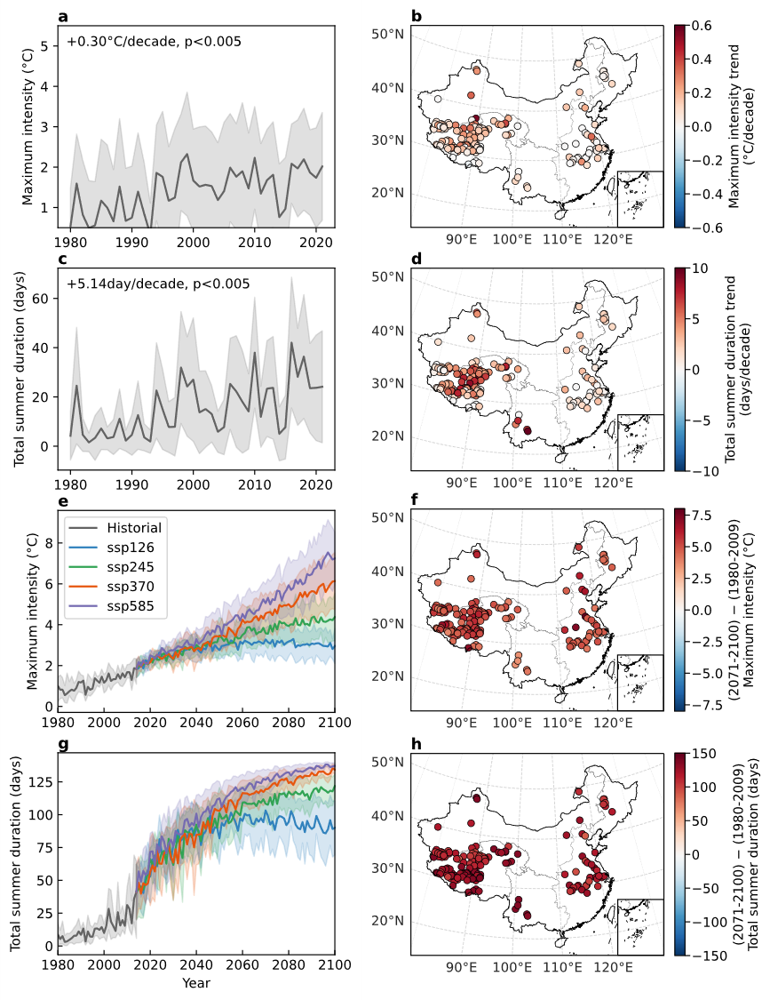 a
+0.30°C/decade, p<0.005
Maximum intensity (°C)
5
4
3
2
1
1980
1990
2000
2010
2020
b
50°N
40°N
30°N
20°N
90°E
100°E
110°E
120°E
0.6
0.4
0.2
0.0
−0.2
−0.4
−0.6
Maximum intensity trend
(°C/decade)
c
+5.14day/decade, p<0.005
Total summer duration (days)
60
40
20
0
1980
1990
2000
2010
2020
d
50°N
40°N
30°N
20°N
90°E
100°E
110°E
120°E
10
5
0
−5
−10
Total summer duration trend
(days/decade)
e
Historial
ssp126
ssp245
ssp370
ssp585
Maximum intensity (°C)
8
6
4
2
0
1980
2000
2020
2040
2060
2080
2100
f
50°N
40°N
30°N
20°N
90°E
100°E
110°E
120°E
7.5
5.0
2.5
0.0
−2.5
−5.0
−7.5
(2071-2100) − (1980-2009)
Maximum intensity (°C)
g
Total summer duration (days)
125
100
75
50
25
0
1980
2000
2020
2040
2060
2080
2100
Year
h
50°N
40°N
30°N
20°N
90°E
100°E
110°E
120°E
150
100
50
0
−50
−100
−150
(2071-2100) − (1980-2009)
Total summer duration (days)